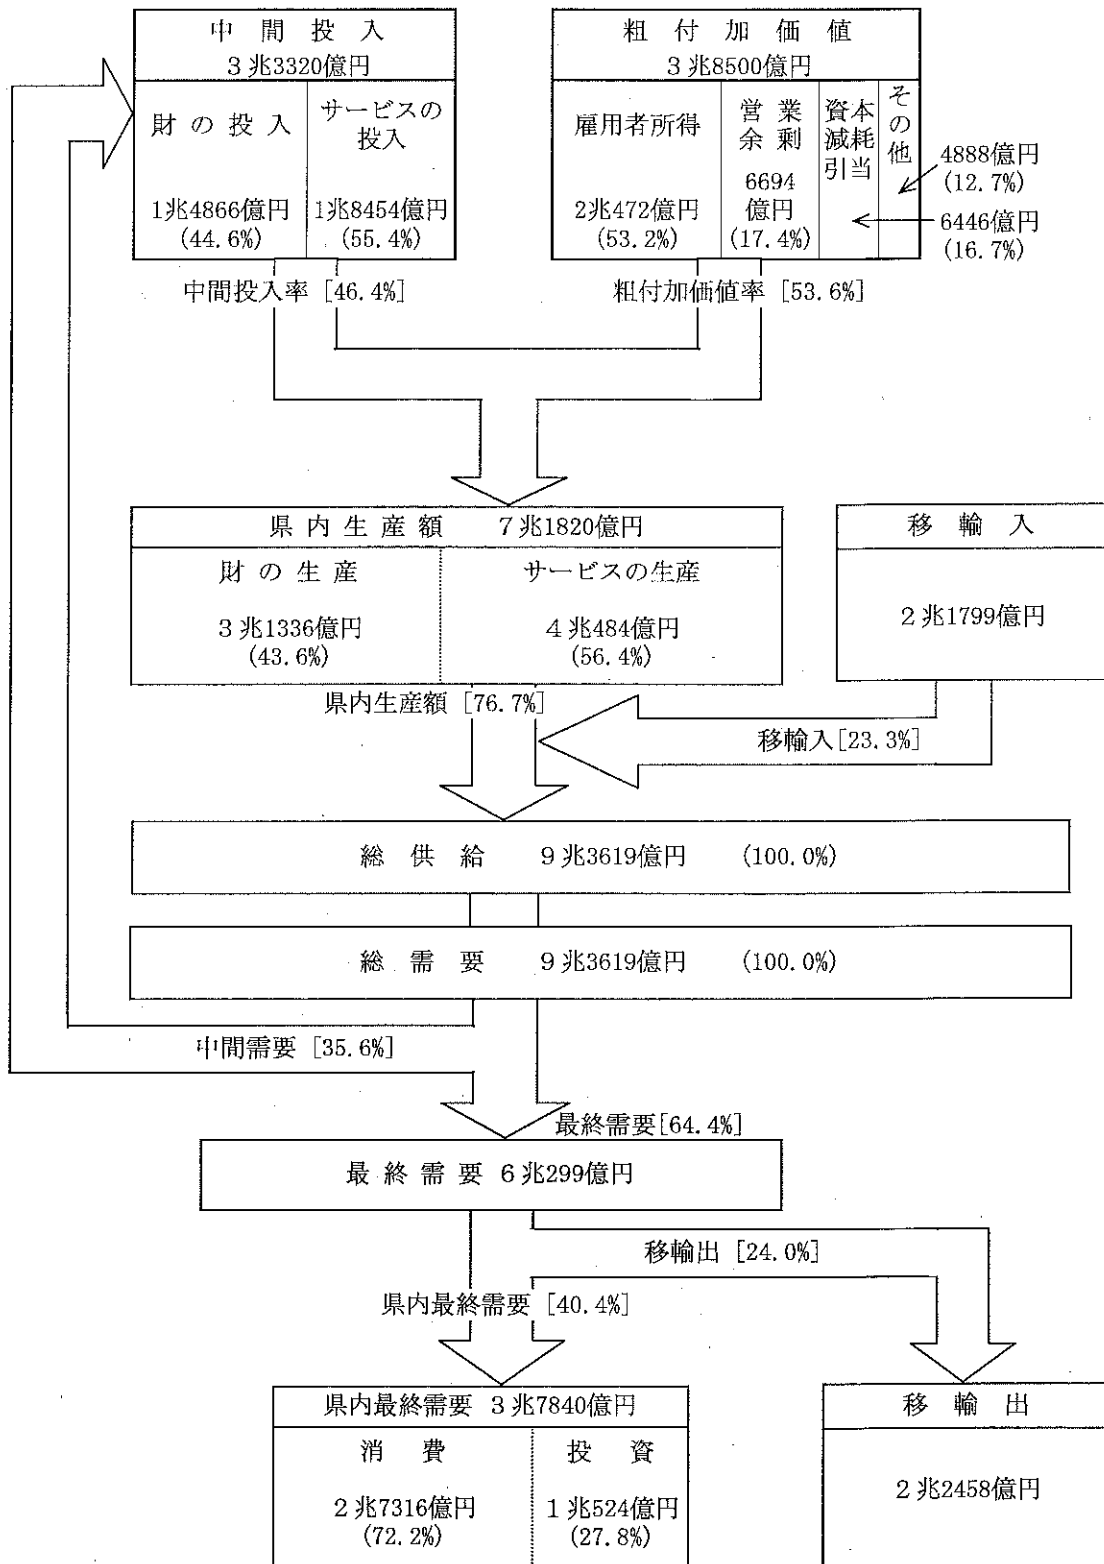 中間投入
3兆3320億円
財の投入
1兆4866億円
(44.6%)
サービスの
投入
1兆8454億円
(55.4%)
粗付加価値
3兆8500億円
雇用者所得
2兆472億円
(53.2%)
営業
余剰
6694
億円
(17.4%)
資本
減耗
引当
その他
4888億円
(12.7%)
6446億円
(16.7%)
中間投入率 [46.4%]
粗付加価値率 [53.6%]
県内生産額 7兆1820億円
財の生産
3兆1336億円
(43.6%)
サービスの生産
4兆484億円
(56.4%)
移輸入
2兆1799億円
県内生産額 [76.7%]
移輸入[23.3%]
総供給 9兆3619億円 (100.0%)
総需要 9兆3619億円 (100.0%)
中間需要 [35.6%]
最終需要[64.4%]
最終需要 6兆299億円
移輸出 [24.0%]
県内最終需要 [40.4%]
県内最終需要 3兆7840億円
消費
2兆7316億円
(72.2%)
投資
1兆524億円
(27.8%)
移輸出
2兆2458億円